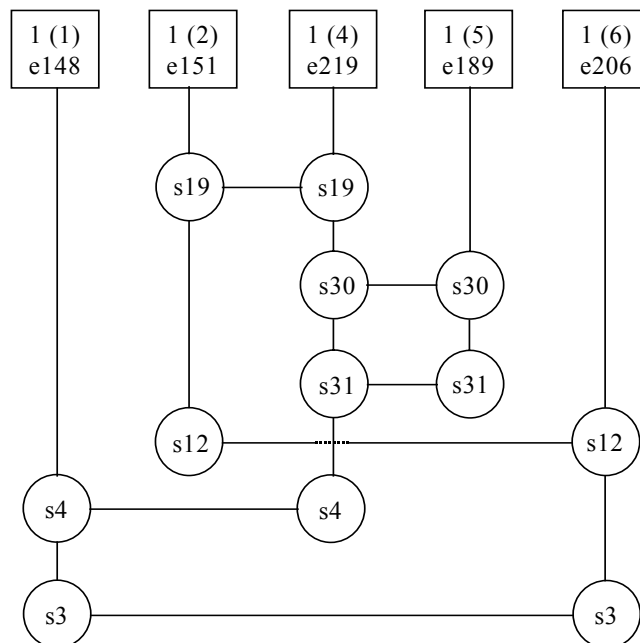 1 (1)
e148
1 (2)
e151
1 (4)
e219
1 (5)
e189
1 (6)
e206
s19
s19
s30
s30
s31
s31
s12
s12
s4
s4
s3
s3